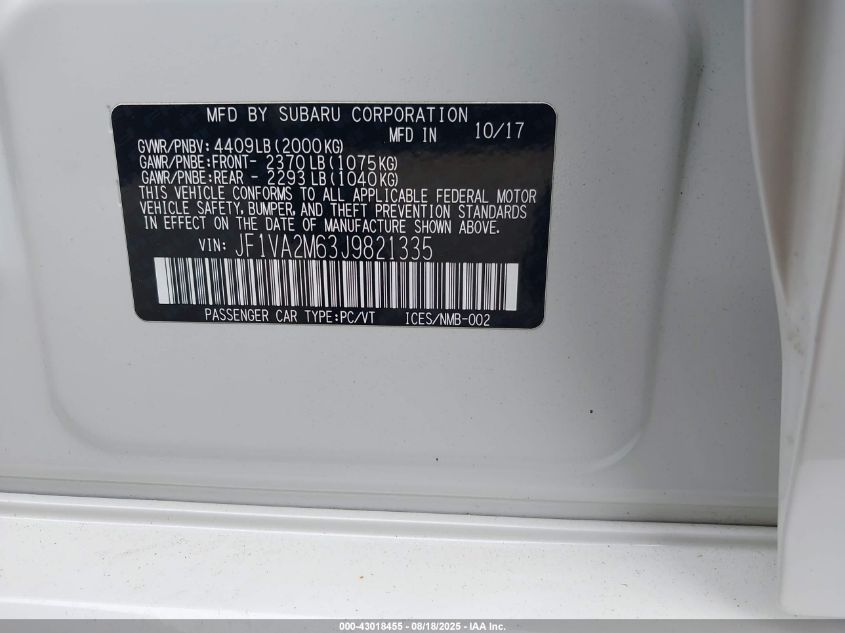 MFD BY SUBARU CORPORATION
MFD IN 10/17
GVWR/PNBV: 4409LB(2000KG)
GAWR/PNBE:FRONT- 2370LB(1075KG)
GAWR/PNBE:REAR - 2293LB(1040KG)
THIS VEHICLE CONFORMS TO ALL APPLICABLE FEDERAL MOTOR
VEHICLE SAFETY, BUMPER, AND THEFT PREVENTION STANDARDS
IN EFFECT ON THE DATE OF MANUFACTURE SHOWN ABOVE.
VIN: JF1VA2M63J9821335
PASSENGER CAR TYPE:PC/VT ICES/NMB-002
000-43018455 - 08/18/2025 - IAA Inc.